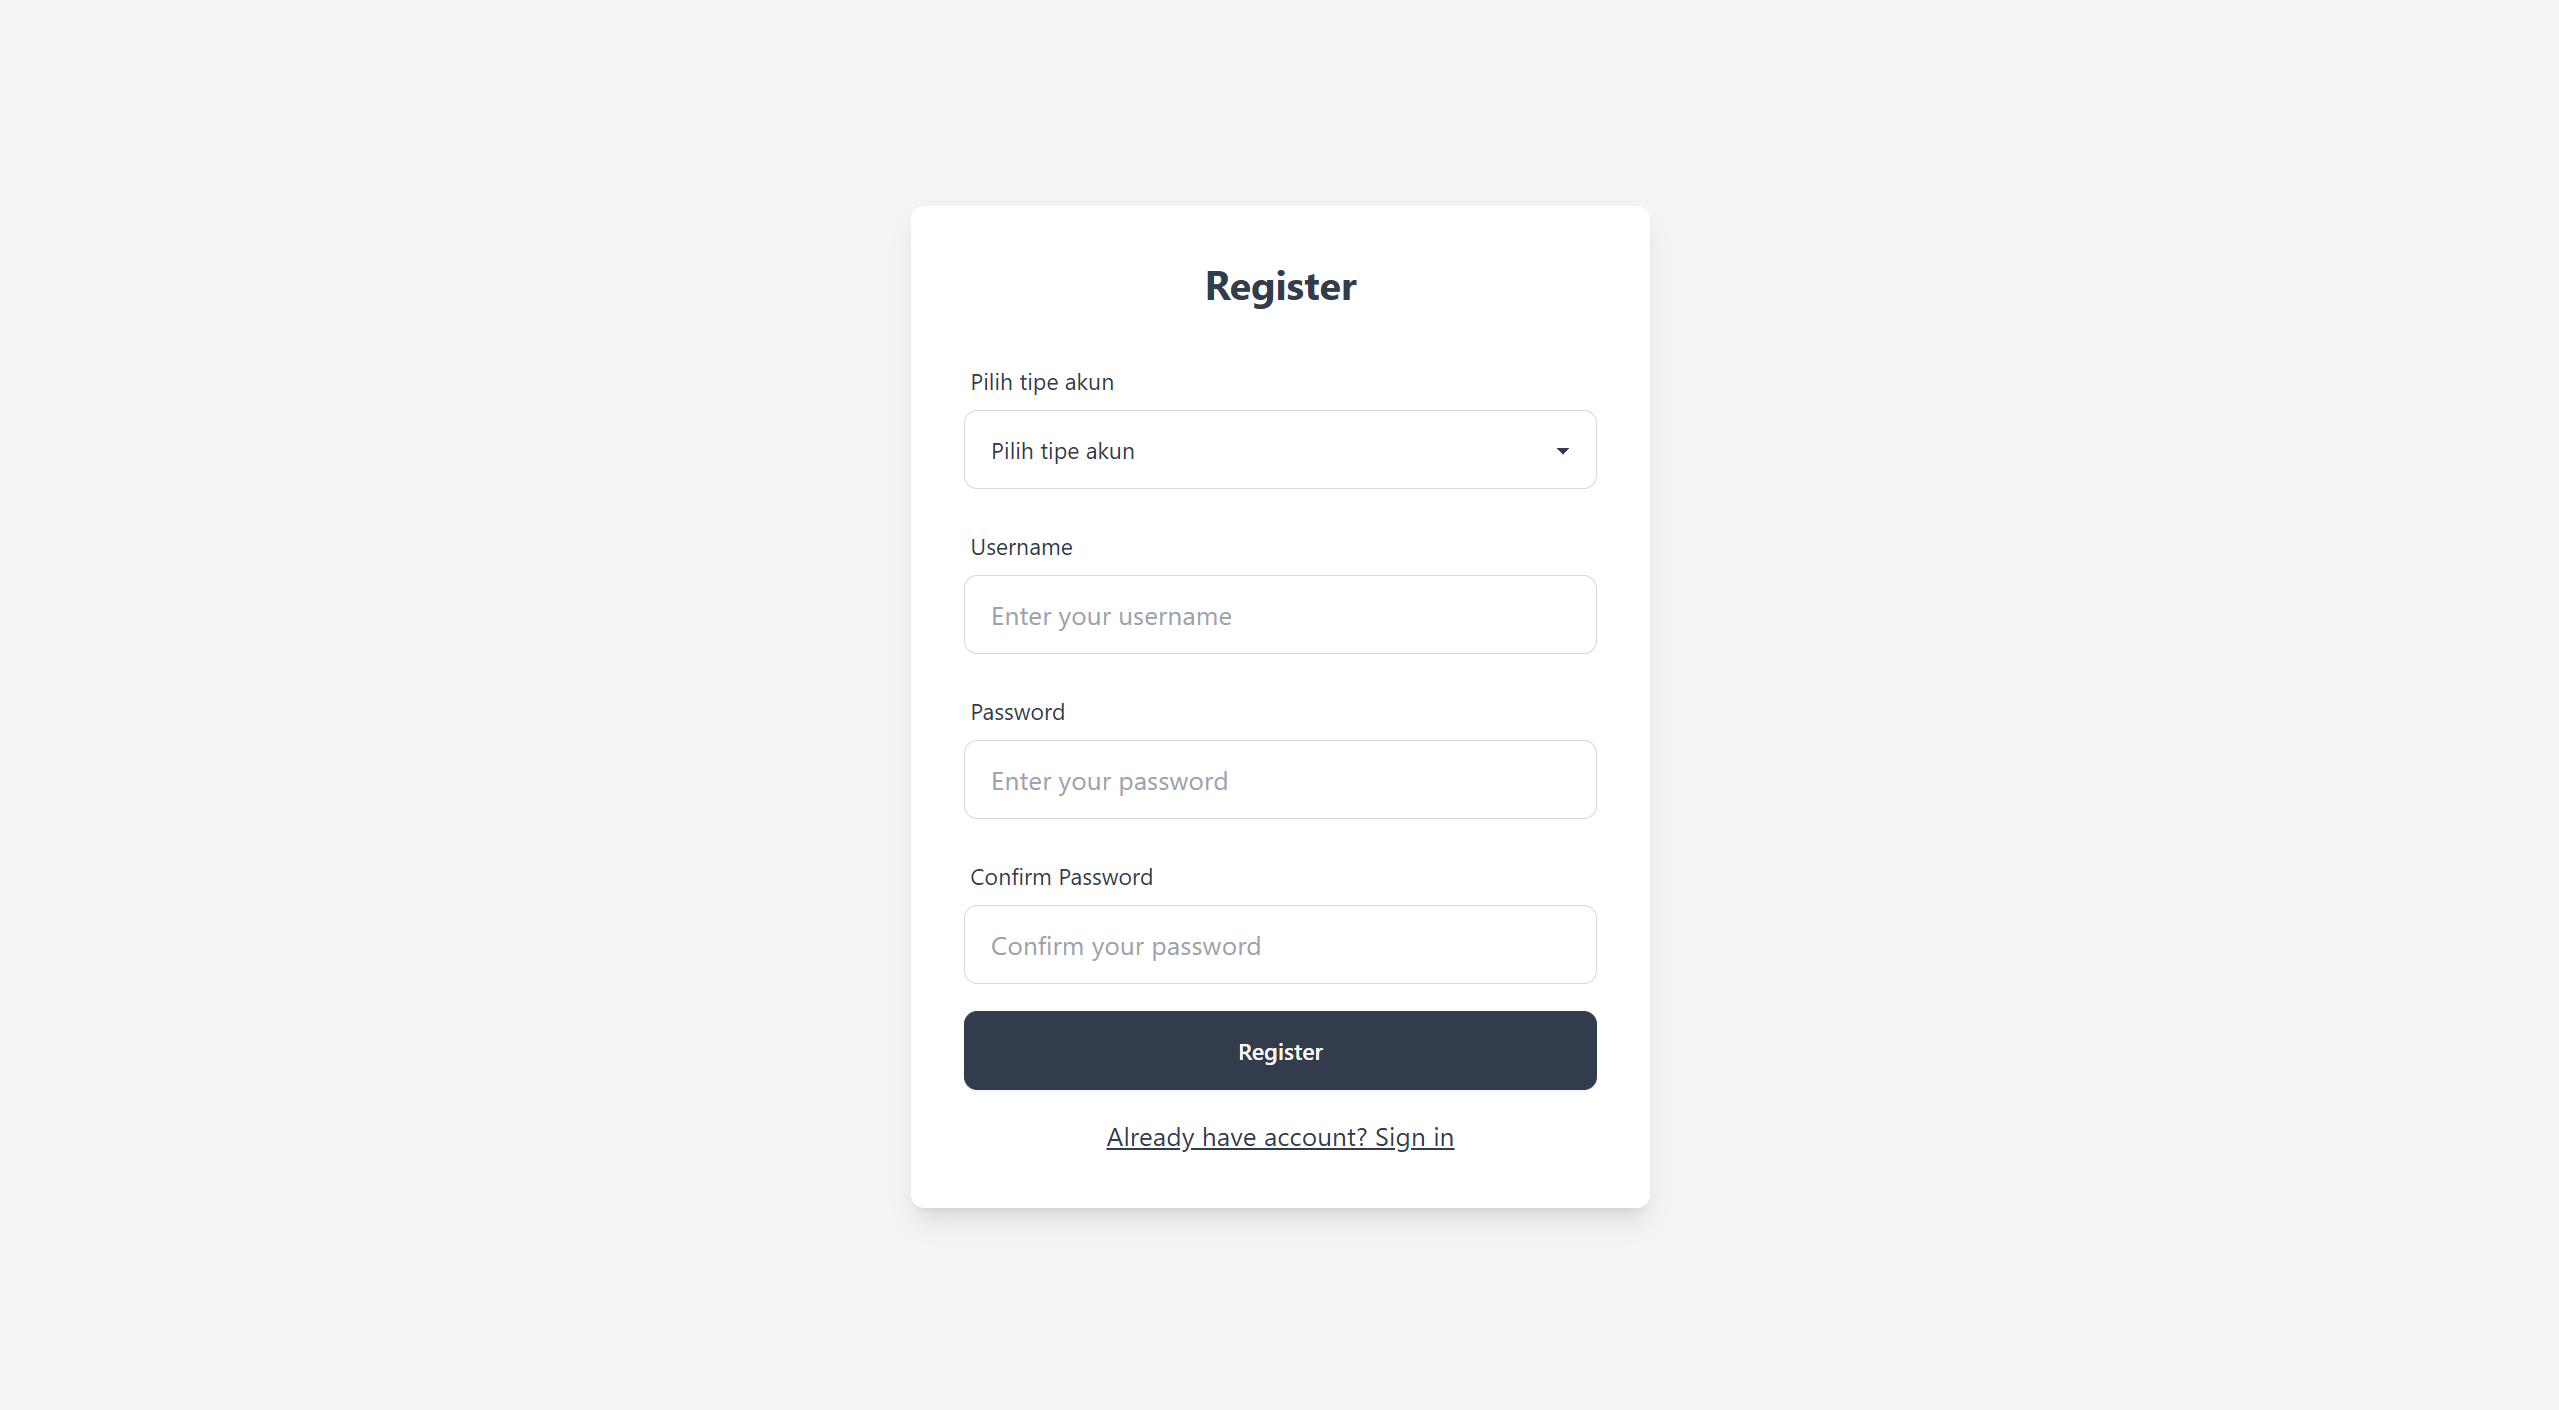 Register
Pilih tipe akun
Pilih tipe akun
Username
Enter your username
Password
Enter your password
Confirm Password
Confirm your password
Register
Already have account? Sign in